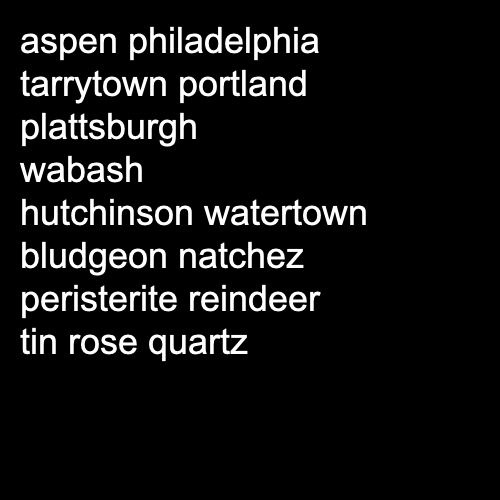 aspen philadelphia
tarrytown portland
plattsburgh
wabash
hutchinson watertown
bludgeon natchez
peristerite reindeer
tin rose quartz